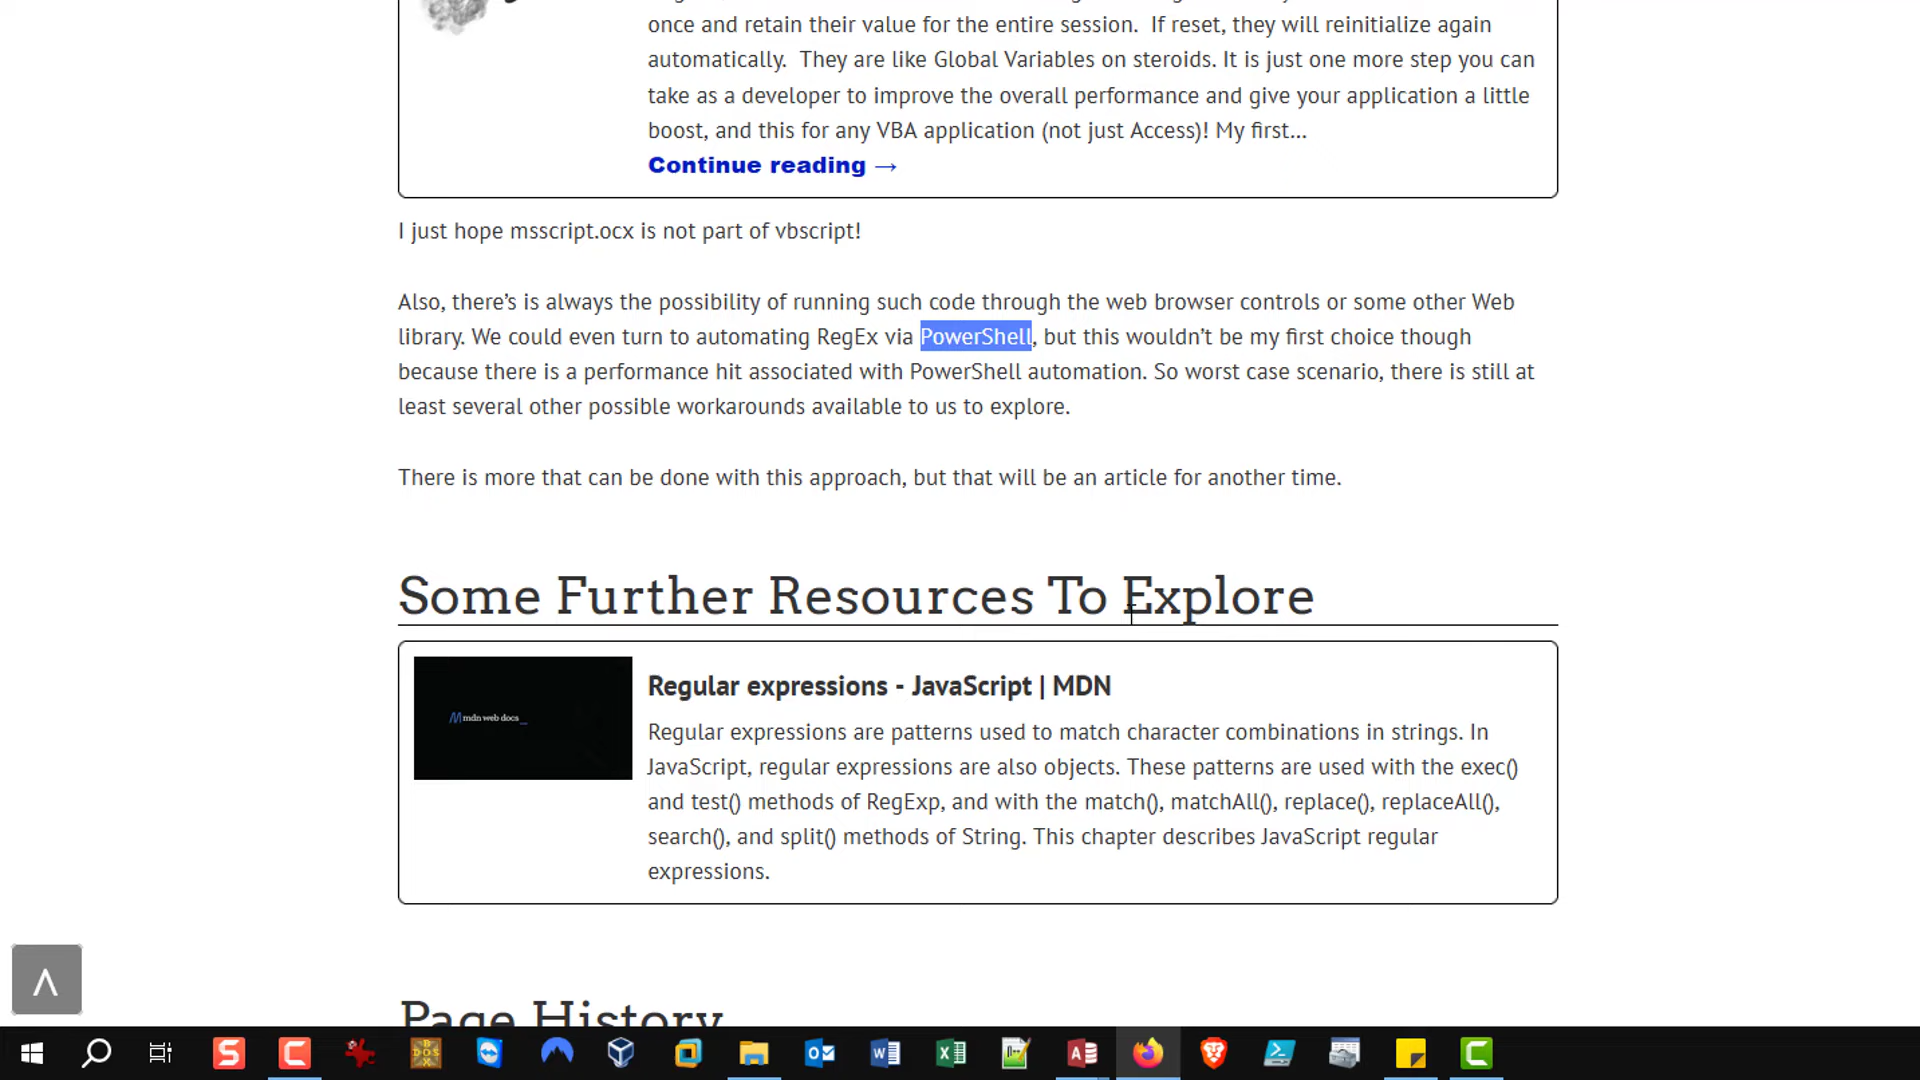 once and retain their value for the entire session.  If reset, they will reinitialize again
automatically.  They are like Global Variables on steroids. It is just one more step you can
take as a developer to improve the overall performance and give your application a little
boost, and this for any VBA application (not just Access)! My first…
Continue reading →
I just hope msscript.ocx is not part of vbscript!
Also, there’s is always the possibility of running such code through the web browser controls or some other Web
library. We could even turn to automating RegEx via PowerShell, but this wouldn’t be my first choice though
because there is a performance hit associated with PowerShell automation. So worst case scenario, there is still at
least several other possible workarounds available to us to explore.
There is more that can be done with this approach, but that will be an article for another time.
Some Further Resources To Explore
mdn web docs_
Regular expressions - JavaScript | MDN
Regular expressions are patterns used to match character combinations in strings. In
JavaScript, regular expressions are also objects. These patterns are used with the exec()
and test() methods of RegExp, and with the match(), matchAll(), replace(), replaceAll(),
search(), and split() methods of String. This chapter describes JavaScript regular
expressions.
Page History